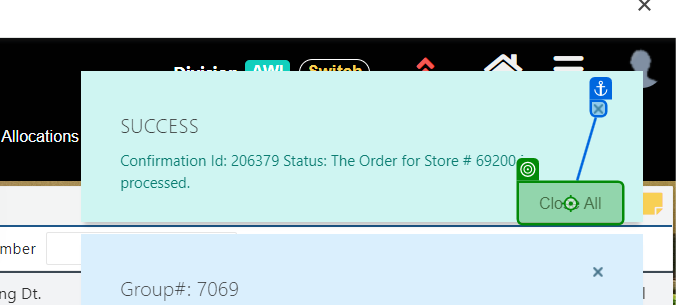 Division AWI Switch
Allocations
SUCCESS
Confirmation Id: 206379 Status: The Order for Store # 69200
processed.
Close All
mber
Group#: 7069
ng Dt.